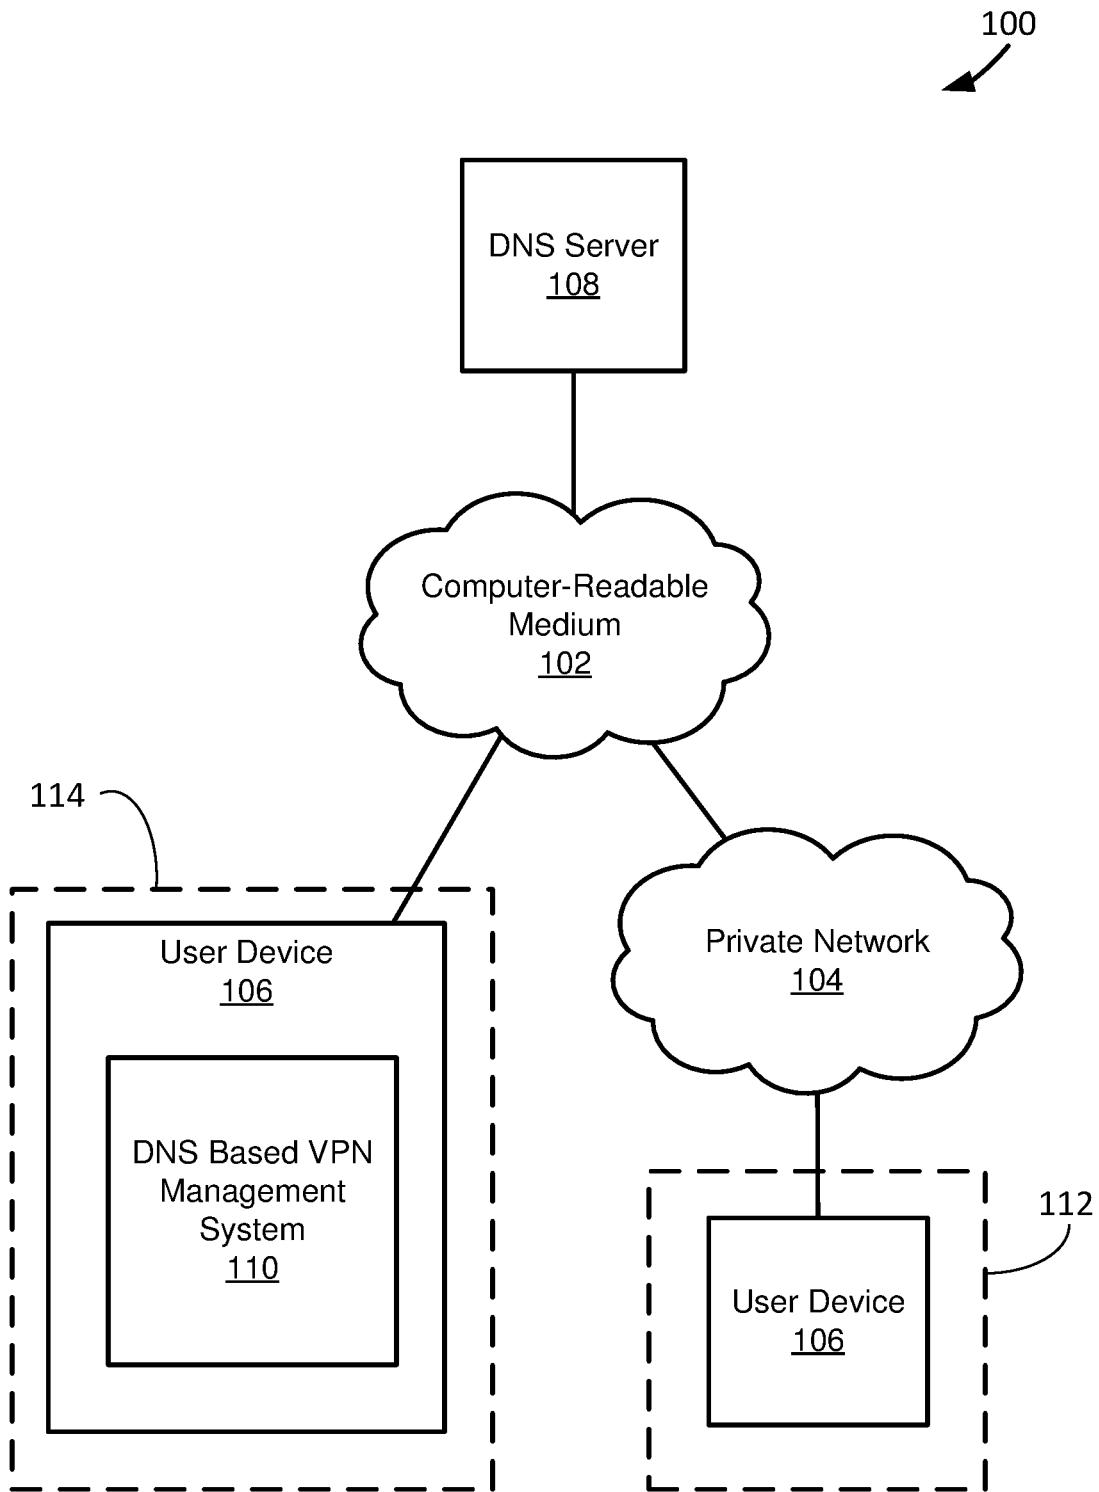 100
DNS Server
108
Computer-Readable
Medium
102
114
User Device
106
Private Network
104
DNS Based VPN
Management
System
110
112
User Device
106